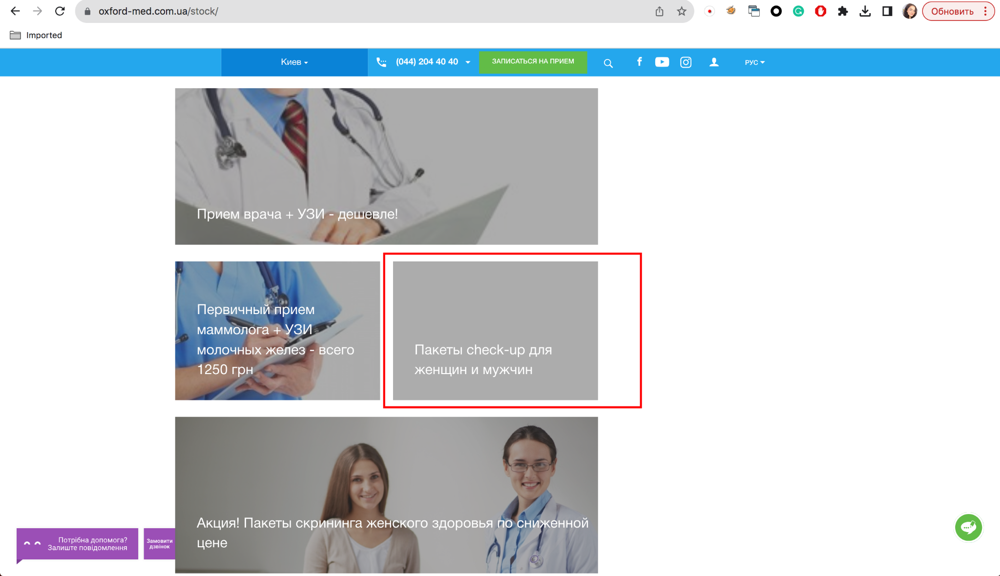 oxford-med.com.ua/stock/
Обновить
Imported
Киев
(044) 204 40 40
ЗАПИСАТЬСЯ НА ПРИЕМ
РУС
Прием врача + УЗИ - дешевле!
Первичный прием
маммолога + УЗИ
молочных желез - всего
1250 грн
Пакеты check-up для
женщин и мужчин
Акция! Пакеты скрининга женского здоровья по сниженной
цене
Потрібна допомога?
Залиште повідомлення
Замовити
дзвінок